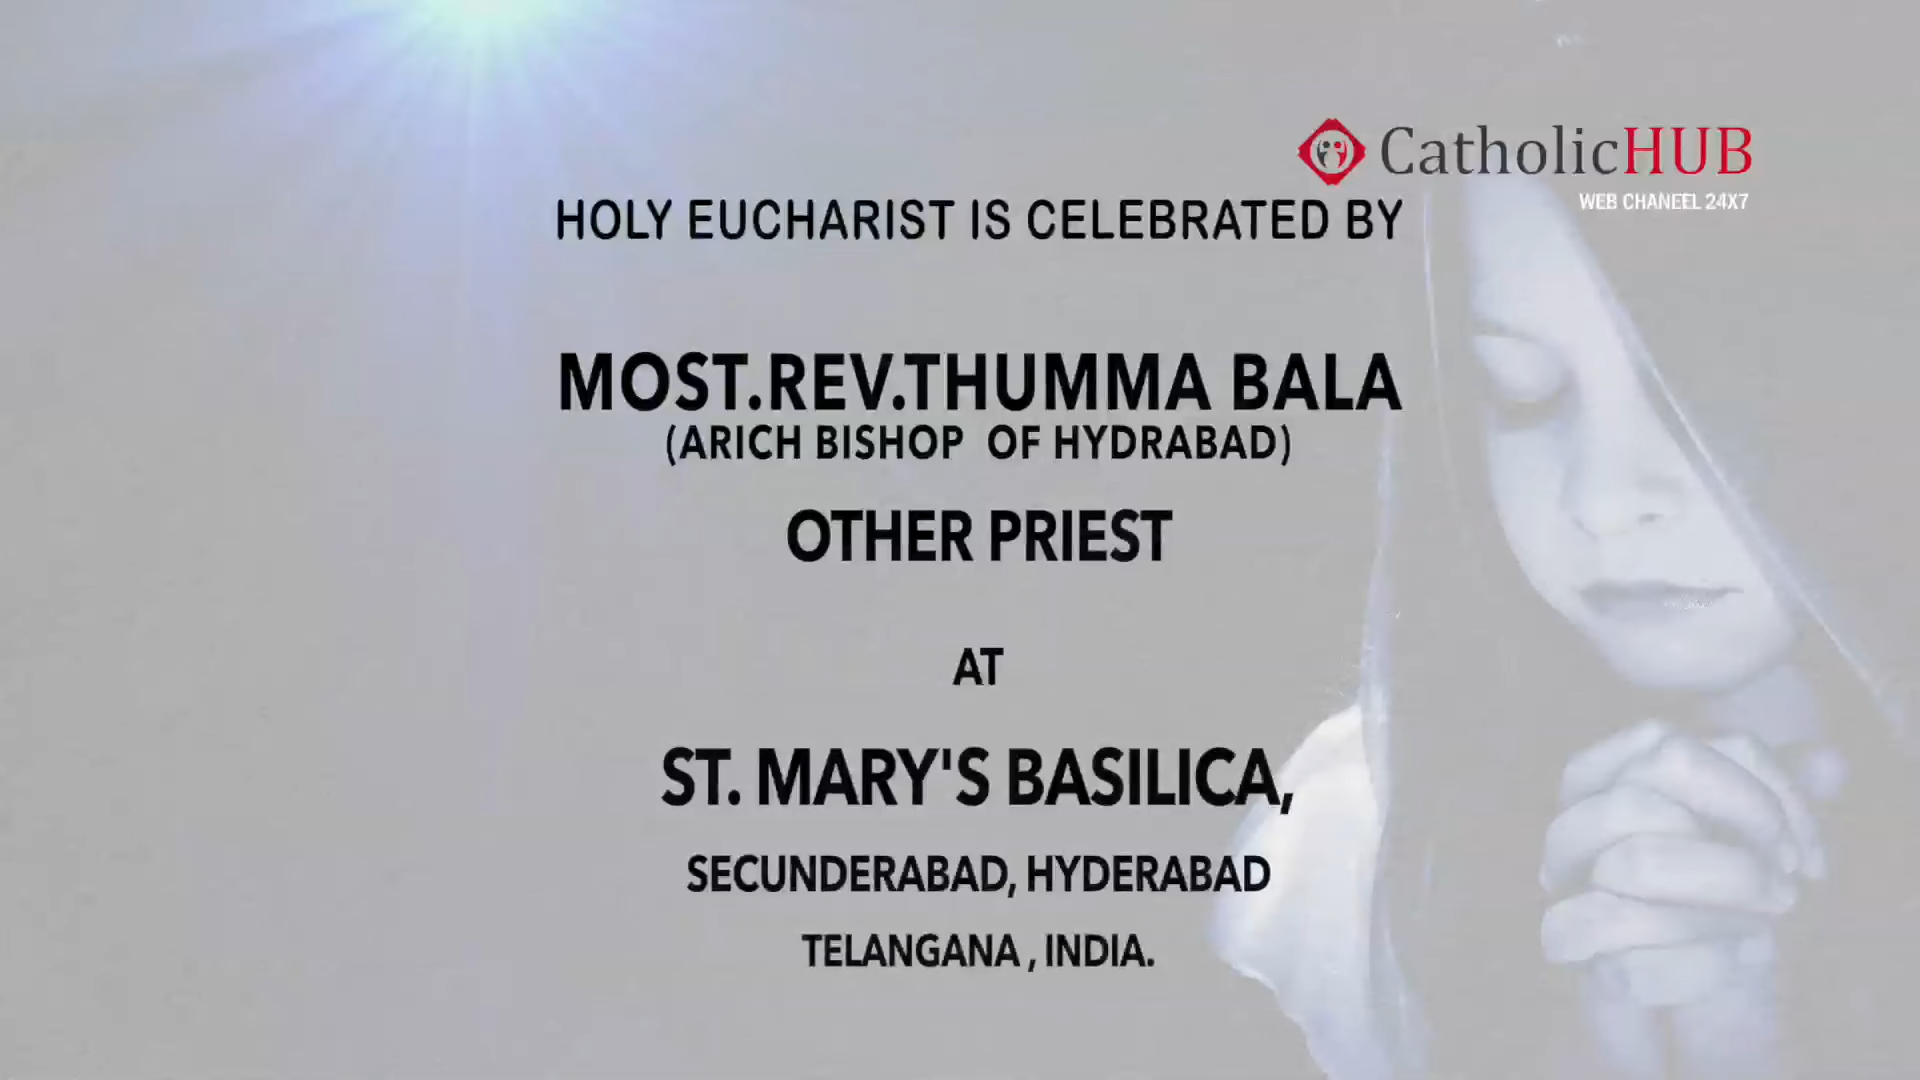 CatholicHUB
WEB CHANEEL 24X7
HOLY EUCHARIST IS CELEBRATED BY
MOST.REV.THUMMA BALA
(ARICH BISHOP OF HYDRABAD)
OTHER PRIEST
AT
ST. MARY'S BASILICA,
SECUNDERABAD, HYDERABAD
TELANGANA , INDIA.